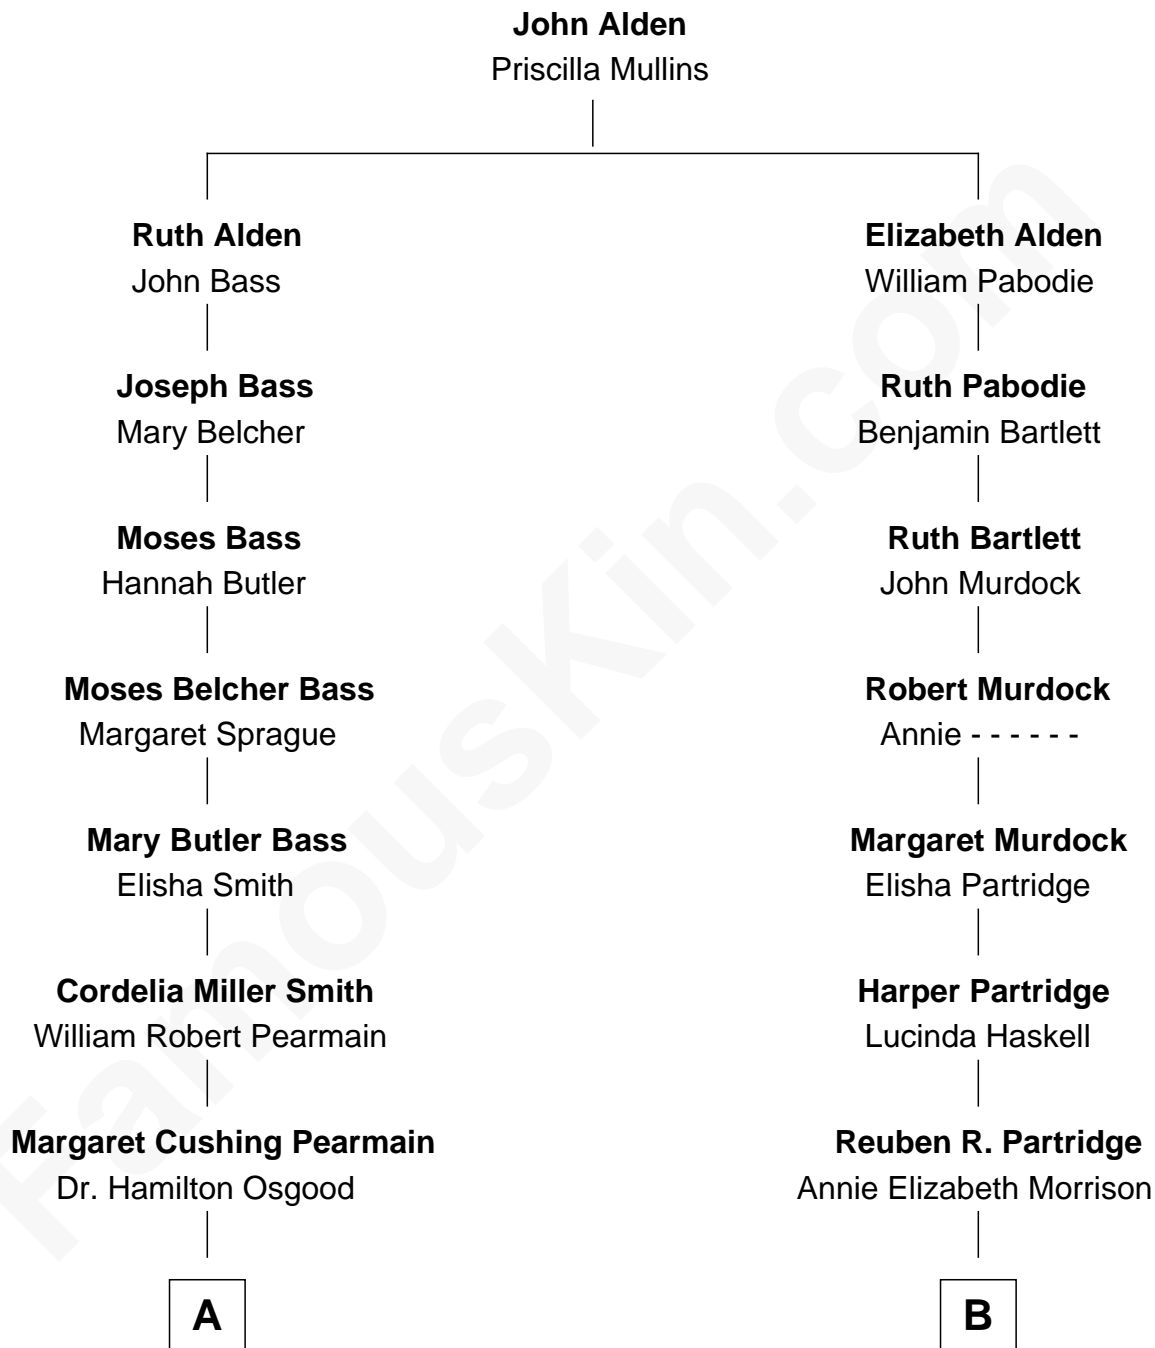 John Alden
Priscilla Mullins
Ruth Alden
John Bass
Elizabeth Alden
William Pabodie
Joseph Bass
Mary Belcher
Ruth Pabodie
Benjamin Bartlett
Moses Bass
Hannah Butler
Ruth Bartlett
John Murdock
Moses Belcher Bass
Margaret Sprague
Robert Murdock
Annie - - - - - -
Mary Butler Bass
Elisha Smith
Margaret Murdock
Elisha Partridge
Cordelia Miller Smith
William Robert Pearmain
Harper Partridge
Lucinda Haskell
Margaret Cushing Pearmain
Dr. Hamilton Osgood
Reuben R. Partridge
Annie Elizabeth Morrison
A
B
FamousKin.com